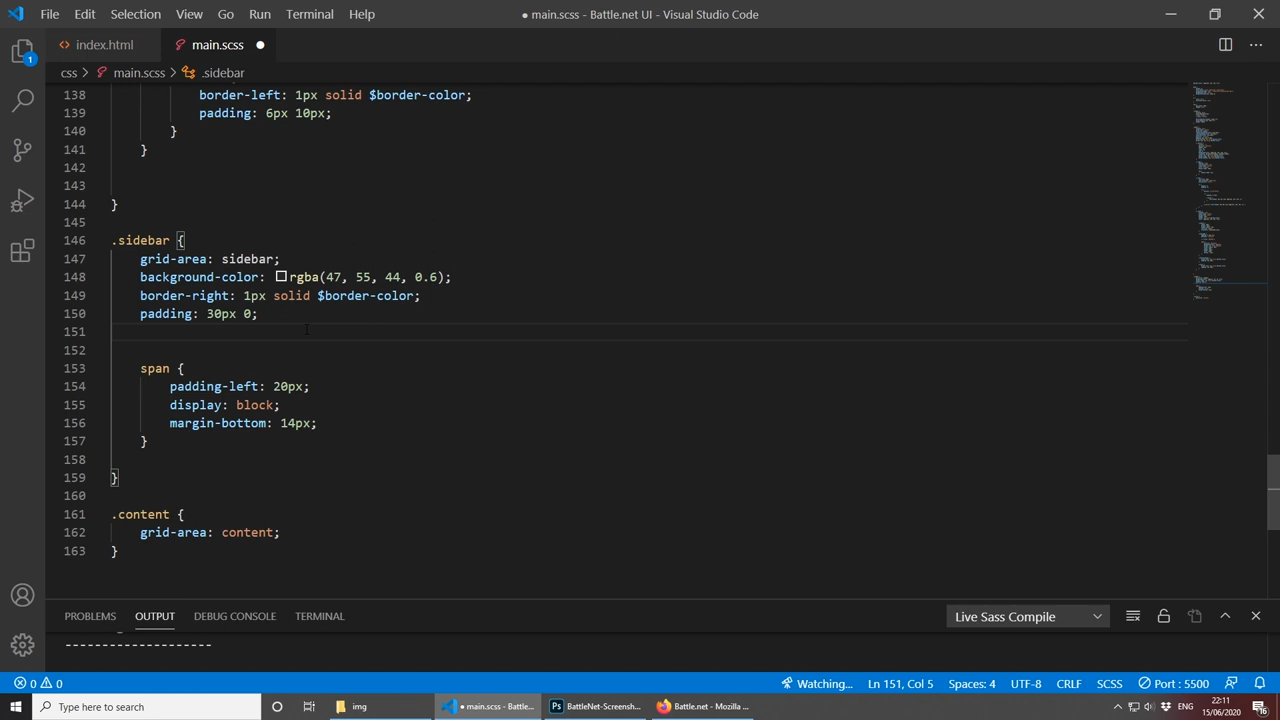 File Edit Selection View Go Run Terminal Help
● main.scss - Battle.net UI - Visual Studio Code
index.html
main.scss
css > main.scss > .sidebar
138 border-left: 1px solid $border-color;
139 padding: 6px 10px;
140 }
141 }
142
143
144 }
145
146 .sidebar {
147 grid-area: sidebar;
148 background-color: rgba(47, 55, 44, 0.6);
149 border-right: 1px solid $border-color;
150 padding: 30px 0;
151
152
153 span {
154 padding-left: 20px;
155 display: block;
156 margin-bottom: 14px;
157 }
158
159 }
160
161 .content {
162 grid-area: content;
163 }
1
PROBLEMS OUTPUT DEBUG CONSOLE TERMINAL
Live Sass Compile
--------------------
0 0
Watching...
Ln 151, Col 5
Spaces: 4
UTF-8
CRLF
SCSS
Port : 5500
Type here to search
img
● main.scss - Battle...
Ps BatleNet-Screensh...
Battle.net - Mozilla ...
ENG
22:11
15/06/2020